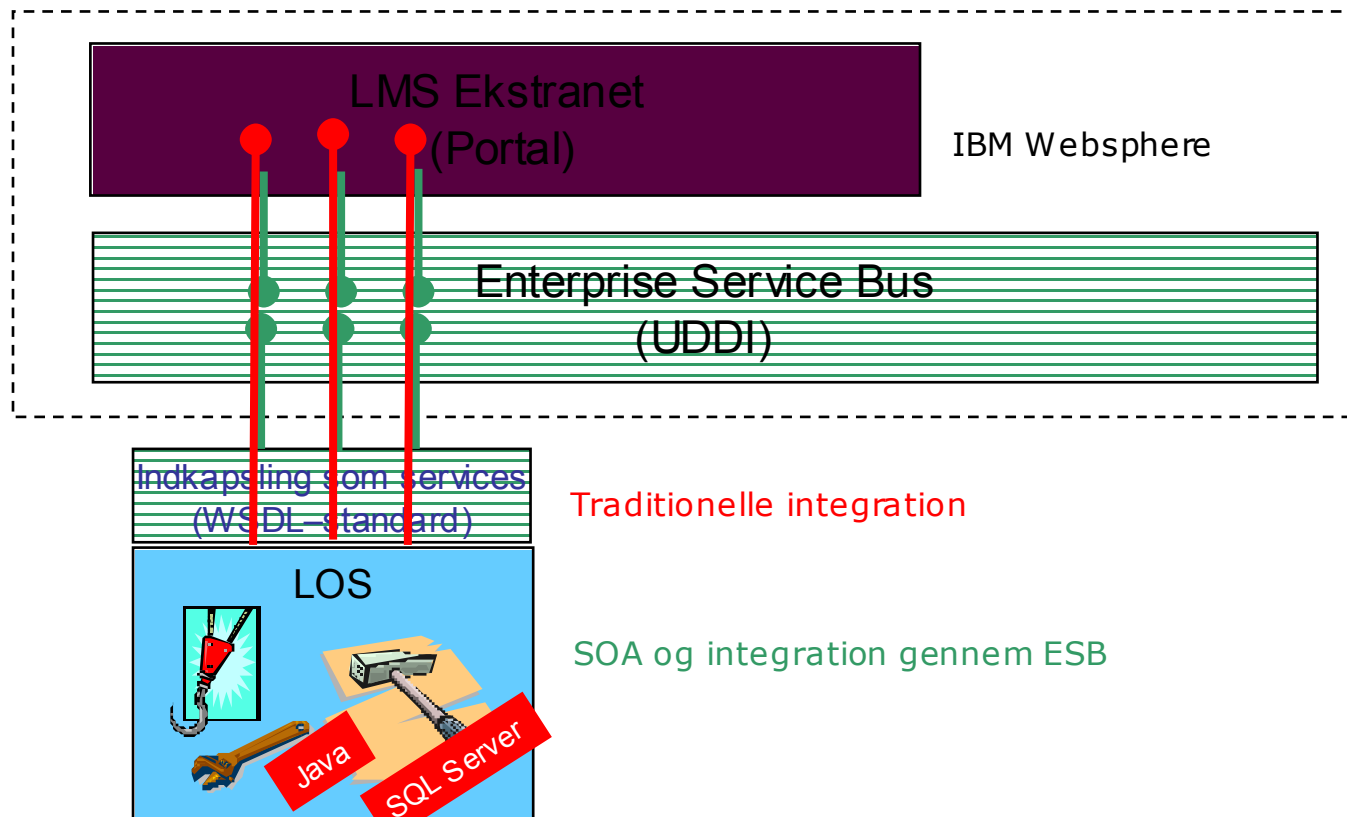 LMS Ekstranet
(Portal)
IBM Websphere
Enterprise Service Bus
(UDDI)
Indkapsling som services
(WSDL–standard)
Traditionelle integration
LOS
SOA og integration gennem ESB
Java
SQL Server